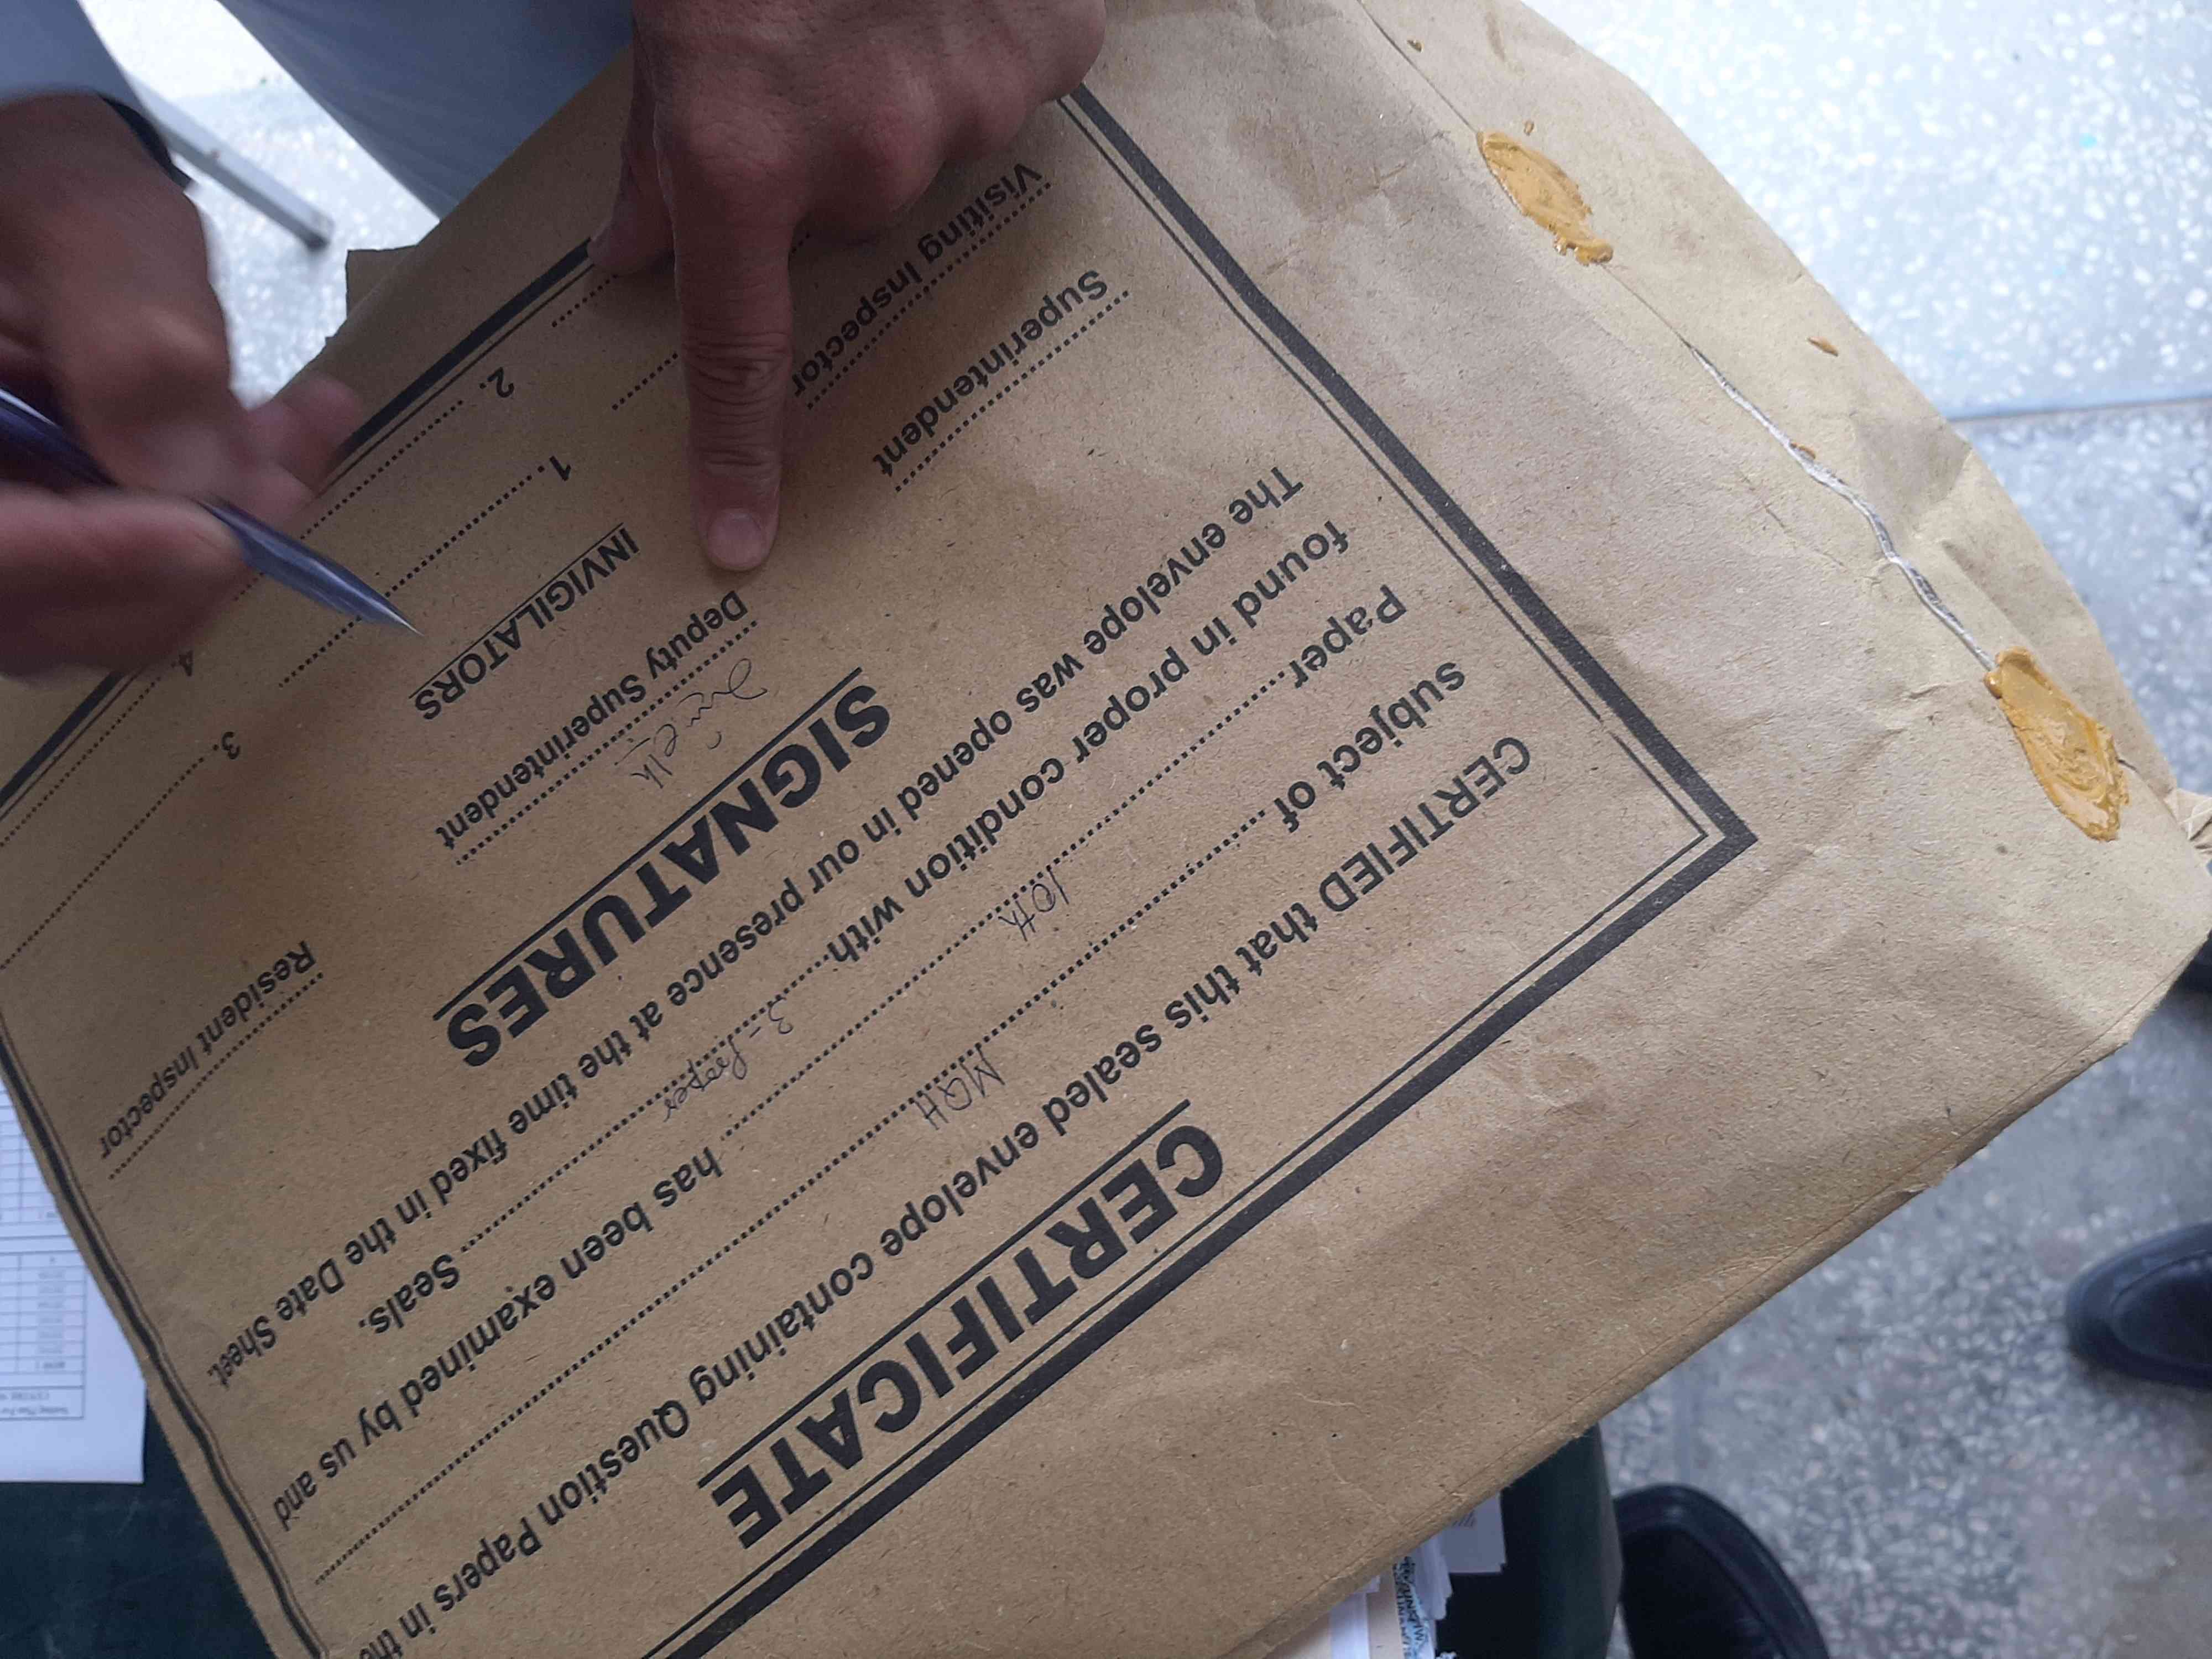 CERTIFICATE
CERTIFIED that this sealed envelope containing Question Papers in the
subject of .......... MQH ..........
Paper .......... 10th .......... has been examined by us and
found in proper condition with .......... 3- .......... Seals.
The envelope was opened in our presence at the time fixed in the Date Sheet.
SIGNATURES
Superintendent
Deputy Superintendent
Resident Inspector
Visiting Inspector
INVIGILATORS
1.
3.
2.
4.